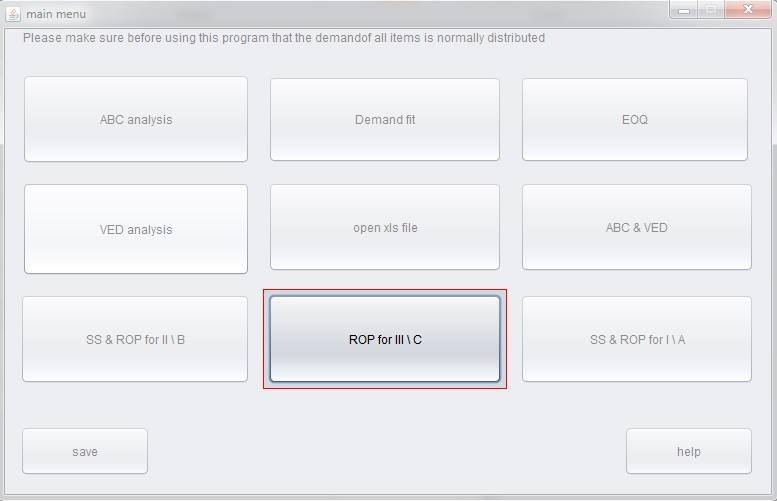 main menu
Please make sure before using this program that the demandof all items is normally distributed
ABC analysis
Demand fit
EOQ
VED analysis
open xls file
ABC & VED
SS & ROP for II \ B
ROP for III \ C
SS & ROP for I \ A
save
help